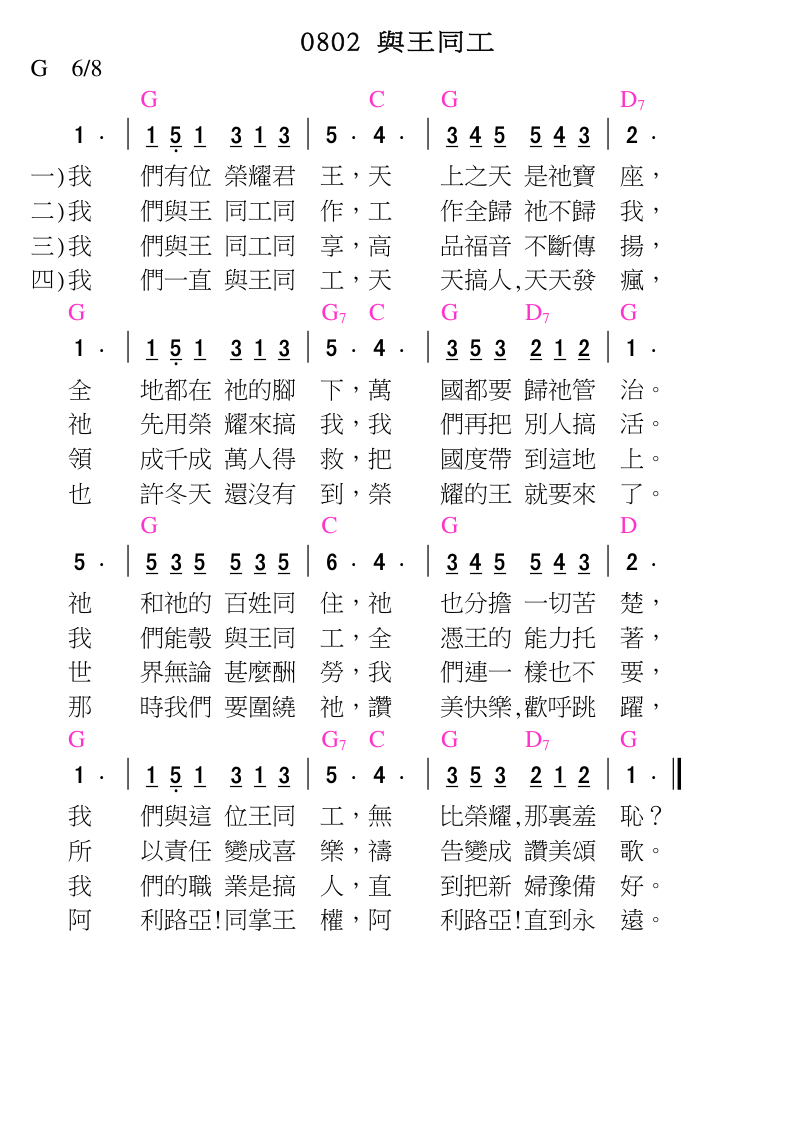 0802 與王同工
G 6/8
G C G D7
1 · | 1 5 1 3 1 3 | 5 · 4 · | 3 4 5 5 4 3 | 2 ·
一)我 們有位 榮耀君 王，天 上之天 是祂寶 座，
二)我 們與王 同工同 作，工 作全歸 祂不歸 我，
三)我 們與王 同工同 享，高 品福音 不斷傳 揚，
四)我 們一直 與王同 工，天 天搞人,天天發 瘋，
G G7 C G D7 G
1 · | 1 5 1 3 1 3 | 5 · 4 · | 3 5 3 2 1 2 | 1 ·
全 地都在 祂的腳 下，萬 國都要 歸祂管 治。
祂 先用榮 耀來搞 我，我 們再把 別人搞 活。
領 成千成 萬人得 救，把 國度帶 到這地 上。
也 許冬天 還沒有 到，榮 耀的王 就要來 了。
G C G D
5 · | 5 3 5 5 3 5 | 6 · 4 · | 3 4 5 5 4 3 | 2 ·
祂 和祂的 百姓同 住，祂 也分擔 一切苦 楚，
我 們能彀 與王同 工，全 憑王的 能力托 著，
世 界無論 甚麼酬 勞，我 們連一 樣也不 要，
那 時我們 要圍繞 祂，讚 美快樂,歡呼跳 躍，
G G7 C G D7 G
1 · | 1 5 1 3 1 3 | 5 · 4 · | 3 5 3 2 1 2 | 1 · ||
我 們與這 位王同 工，無 比榮耀,那裏羞 恥？
所 以責任 變成喜 樂，禱 告變成 讚美頌 歌。
我 們的職 業是搞 人，直 到把新 婦豫備 好。
阿 利路亞!同掌王 權，阿 利路亞!直到永 遠。